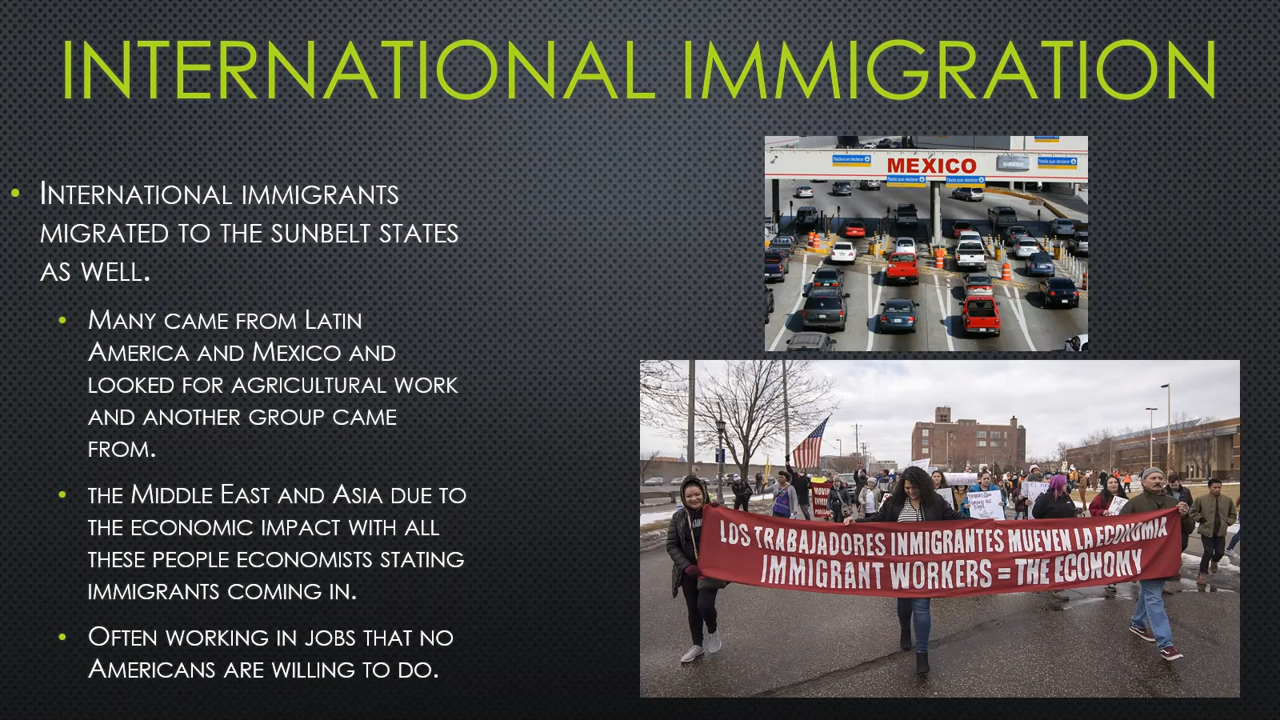 INTERNATIONAL IMMIGRATION
• INTERNATIONAL IMMIGRANTS
MIGRATED TO THE SUNBELT STATES
AS WELL.
• MANY CAME FROM LATIN
AMERICA AND MEXICO AND
LOOKED FOR AGRICULTURAL WORK
AND ANOTHER GROUP CAME
FROM.
• THE MIDDLE EAST AND ASIA DUE TO
THE ECONOMIC IMPACT WITH ALL
THESE PEOPLE ECONOMISTS STATING
IMMIGRANTS COMING IN.
• OFTEN WORKING IN JOBS THAT NO
AMERICANS ARE WILLING TO DO.
MEXICO
LOS TRABAJADORES INMIGRANTES MUEVEN LA ECONOMIA
IMMIGRANT WORKERS = THE ECONOMY